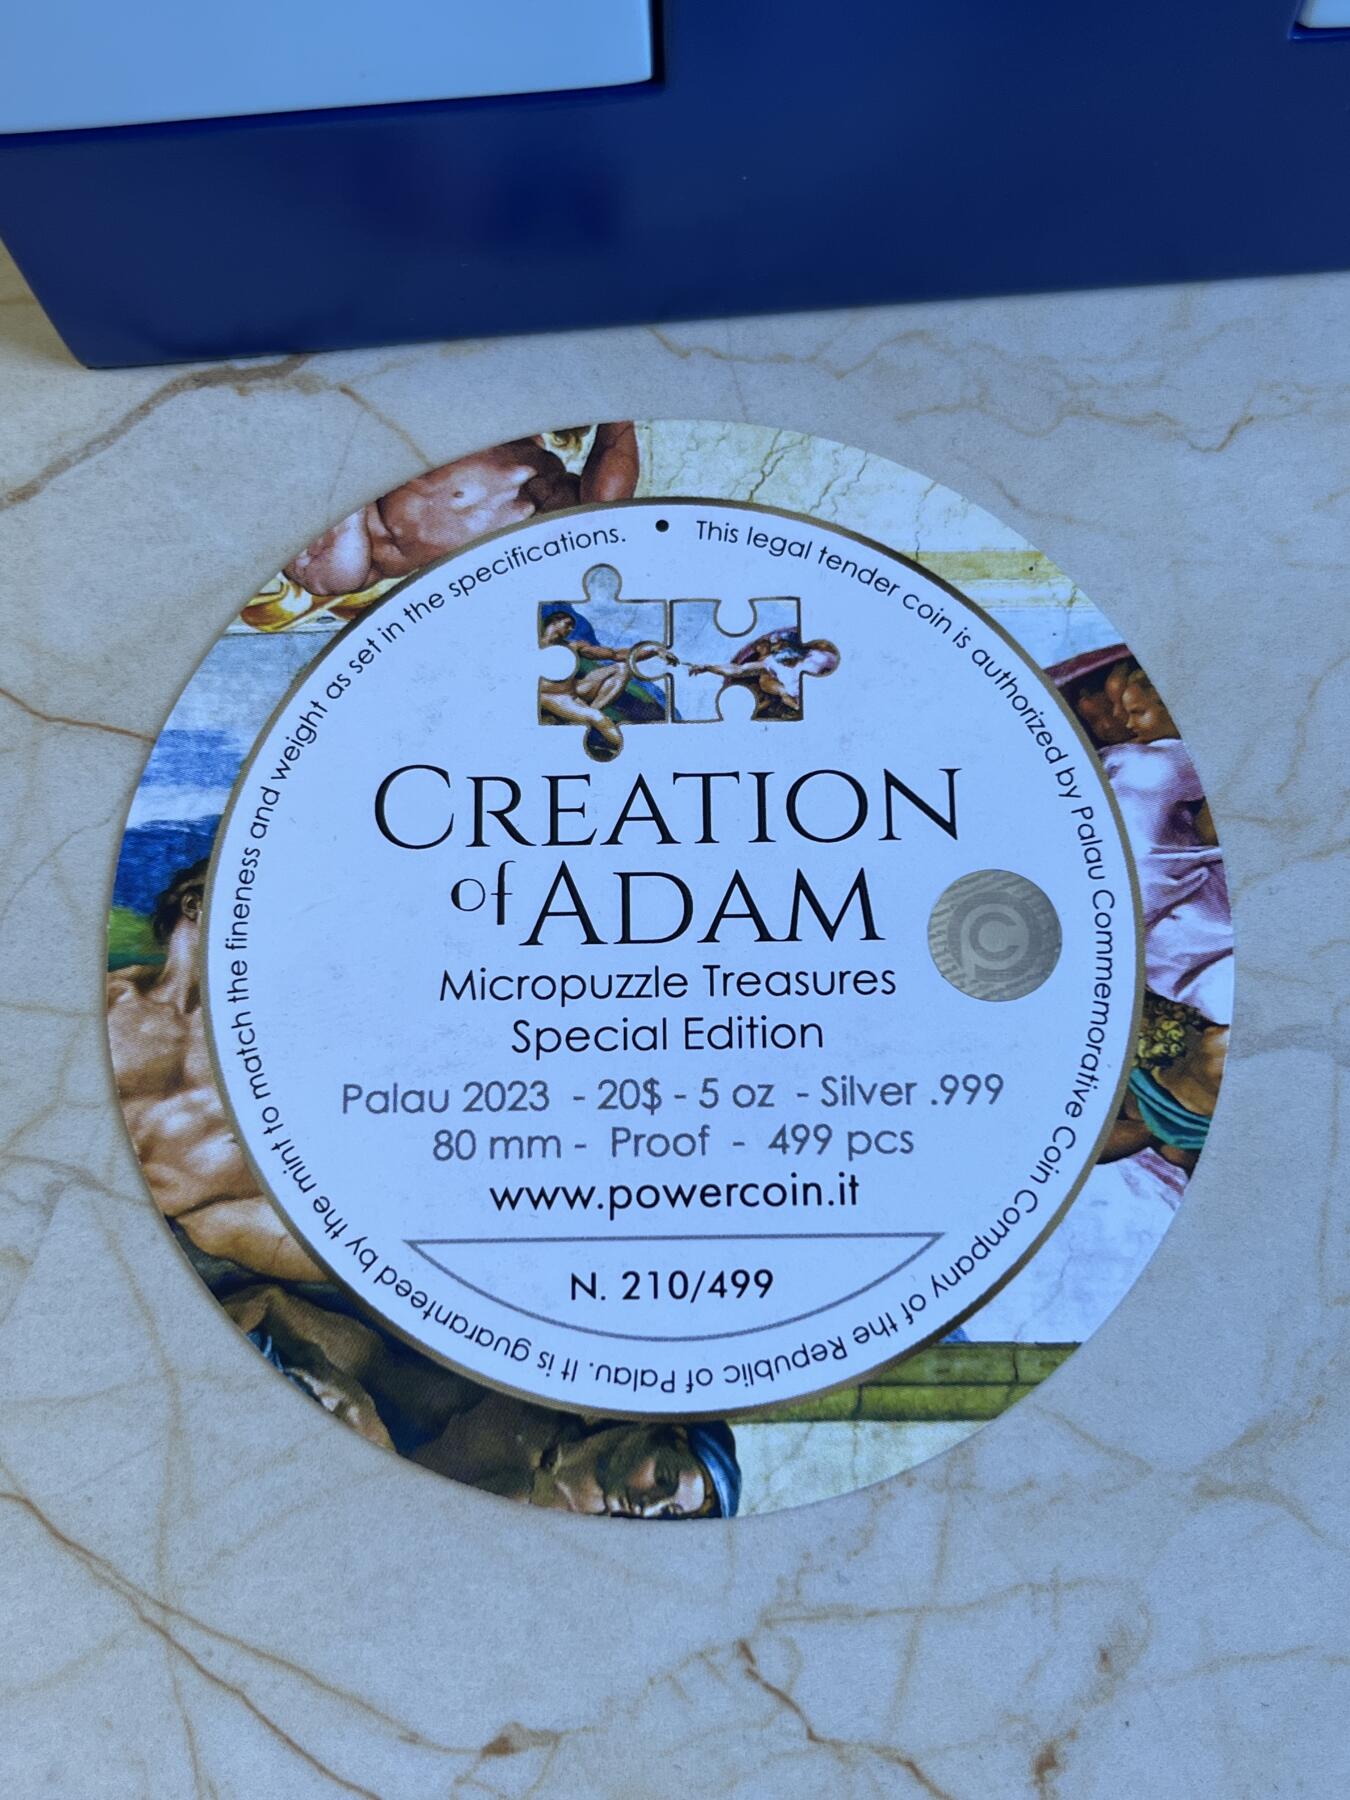 This legal tender coin is authorized by Palau Commemorative Coin Company of the Republic of Palau. It is guaranteed by the mint to match the fineness and weight as set in the specifications. •
CREATION
of ADAM
Micropuzzle Treasures
Special Edition
Palau 2023 - 20$ - 5 oz - Silver .999
80 mm - Proof - 499 pcs
www.powercoin.it
N. 210/499